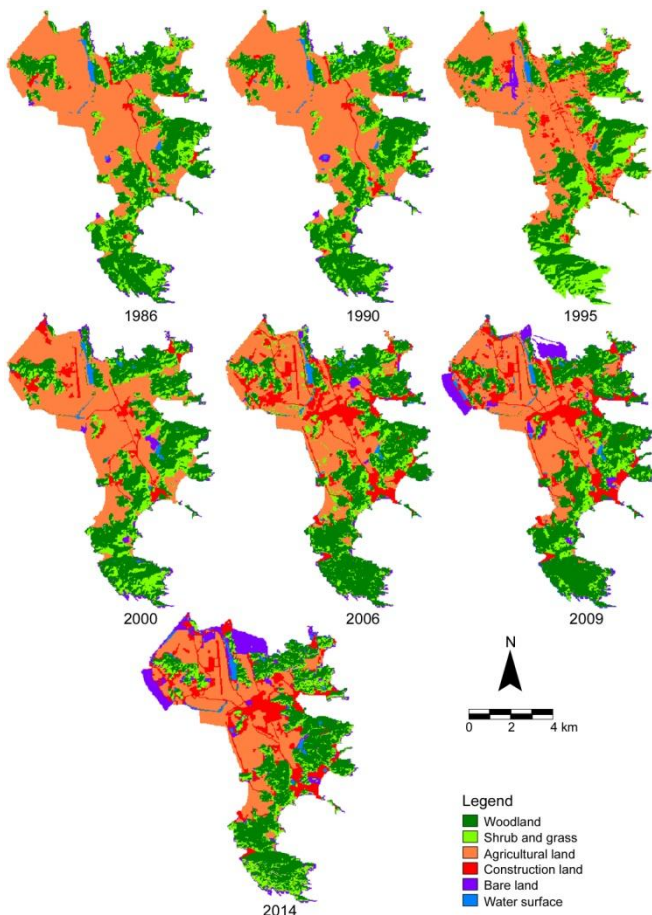 1986
1990
1995
2000
2006
2009
2014
N
0 2 4 km
Legend
Woodland
Shrub and grass
Agricultural land
Construction land
Bare land
Water surface